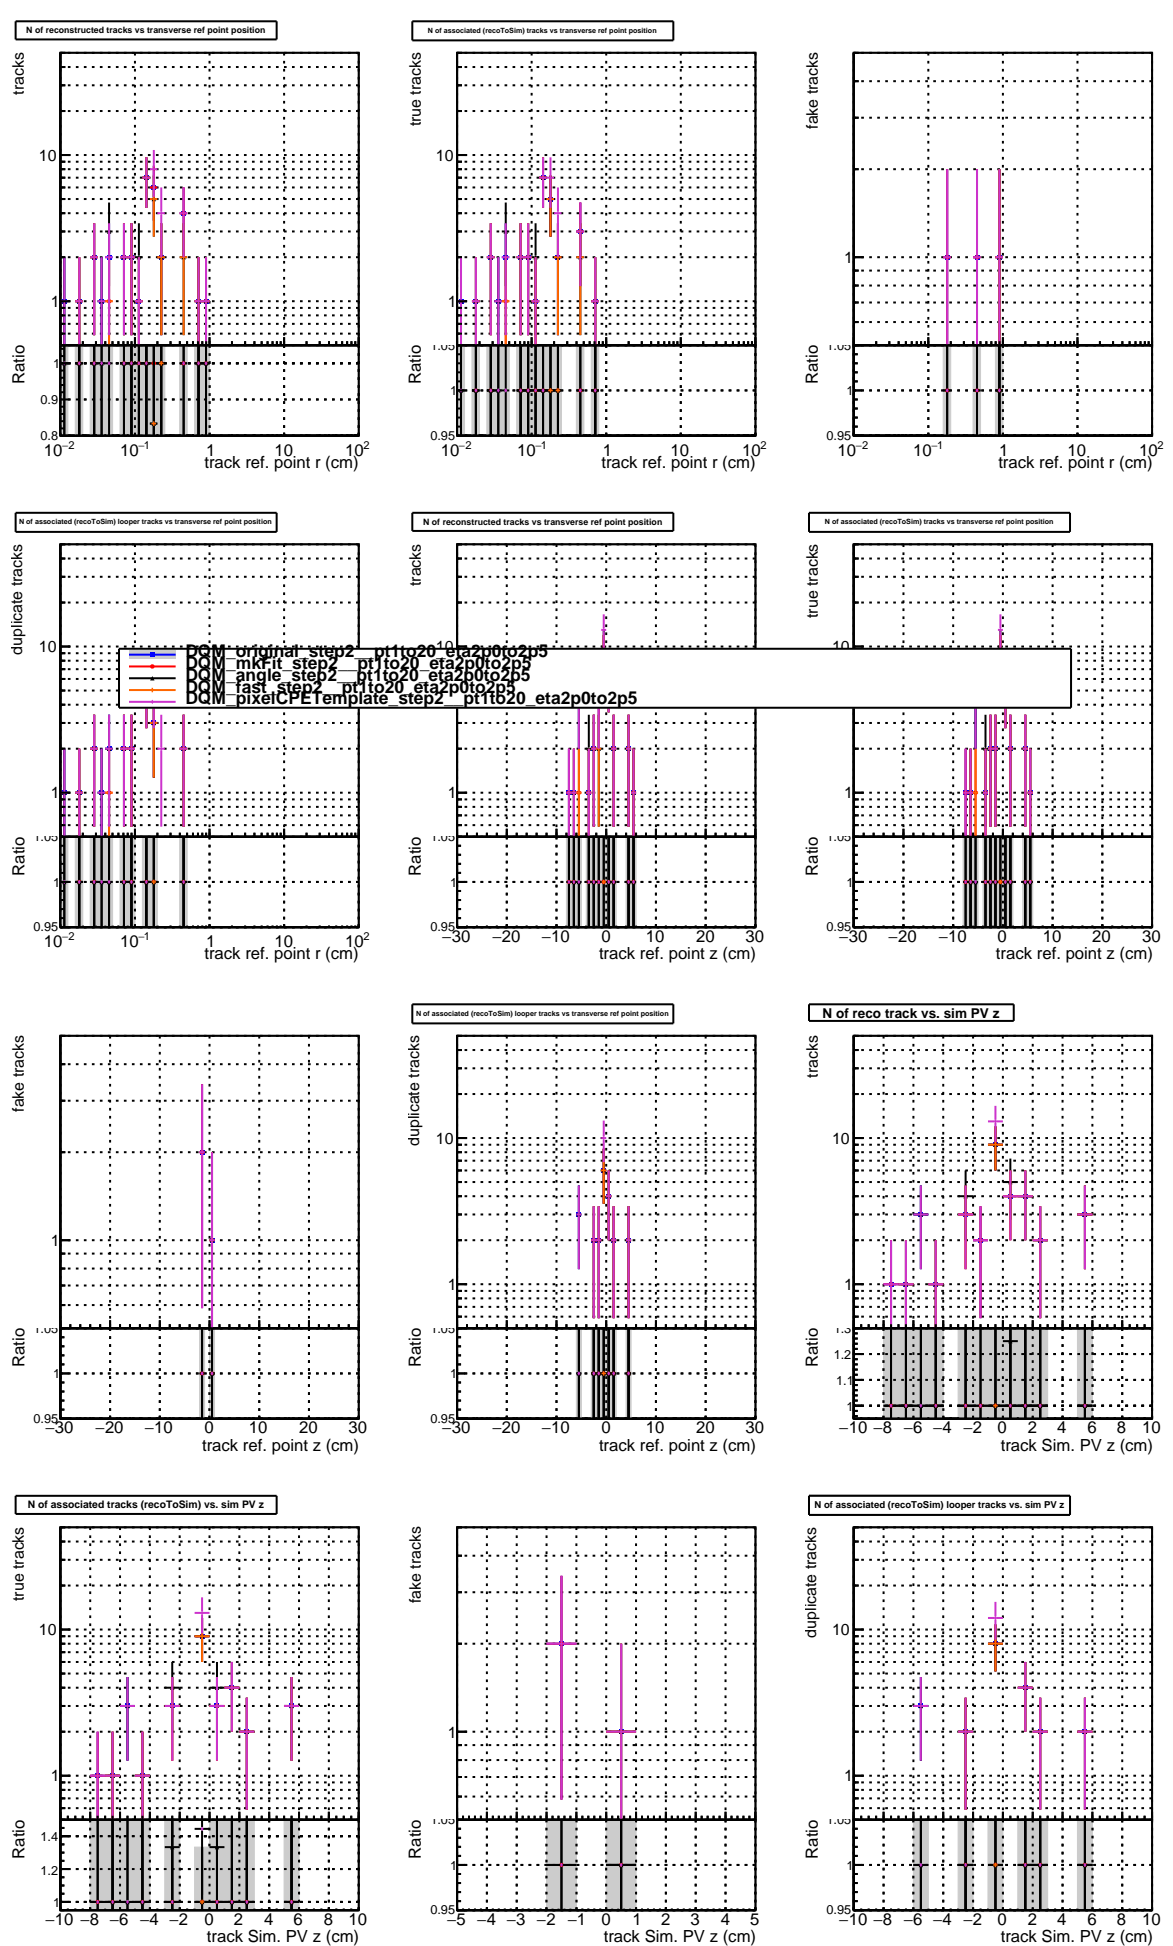 N of reconstructed tracks vs transverse ref point position
tracks
10
1
Ratio
1
0.9
0.8
10−2 10−1 1 10 102
track ref. point r (cm)
N of associated (recoToSim) tracks vs transverse ref point position
true tracks
10
1
Ratio
1.05
1
0.95
10−2 10−1 1 10 102
track ref. point r (cm)
fake tracks
1
Ratio
1.05
1
0.95
10−2 10−1 1 10 102
track ref. point r (cm)
N of associated (recoToSim) looper tracks vs transverse ref point position
duplicate tracks
1
Ratio
1.05
1
0.95
10−2 10−1 1 10 102
track ref. point r (cm)
N of reconstructed tracks vs transverse ref point position
tracks
10
1
Ratio
1.05
1
0.95
−30 −20 −10 0 10 20 30
track ref. point z (cm)
N of associated (recoToSim) tracks vs transverse ref point position
true tracks
10
1
Ratio
1.05
1
0.95
−30 −20 −10 0 10 20 30
track ref. point z (cm)
DQM_original_step2__pt1to20_eta2p0to2p5
DQM_mkFit_step2__pt1to20_eta2p0to2p5
DQM_angle_step2__pt1to20_eta2p0to2p5
DQM_fast_step2__pt1to20_eta2p0to2p5
DQM_pixelCPETemplate_step2__pt1to20_eta2p0to2p5
fake tracks
1
Ratio
1.05
1
0.95
−30 −20 −10 0 10 20 30
track ref. point z (cm)
N of associated (recoToSim) looper tracks vs transverse ref point position
duplicate tracks
10
1
Ratio
1.05
1
0.95
−30 −20 −10 0 10 20 30
track ref. point z (cm)
N of reco track vs. sim PV z
tracks
10
1
Ratio
1.3
1.2
1.1
1
−10 −8 −6 −4 −2 0 2 4 6 8 10
track Sim. PV z (cm)
N of associated tracks (recoToSim) vs. sim PV z
true tracks
10
1
Ratio
1.4
1.2
1
−10 −8 −6 −4 −2 0 2 4 6 8 10
track Sim. PV z (cm)
fake tracks
1
Ratio
1.05
1
0.95
−5 −4 −3 −2 −1 0 1 2 3 4 5
track Sim. PV z (cm)
N of associated (recoToSim) looper tracks vs. sim PV z
duplicate tracks
10
1
Ratio
1.05
1
0.95
−10 −8 −6 −4 −2 0 2 4 6 8 10
track Sim. PV z (cm)